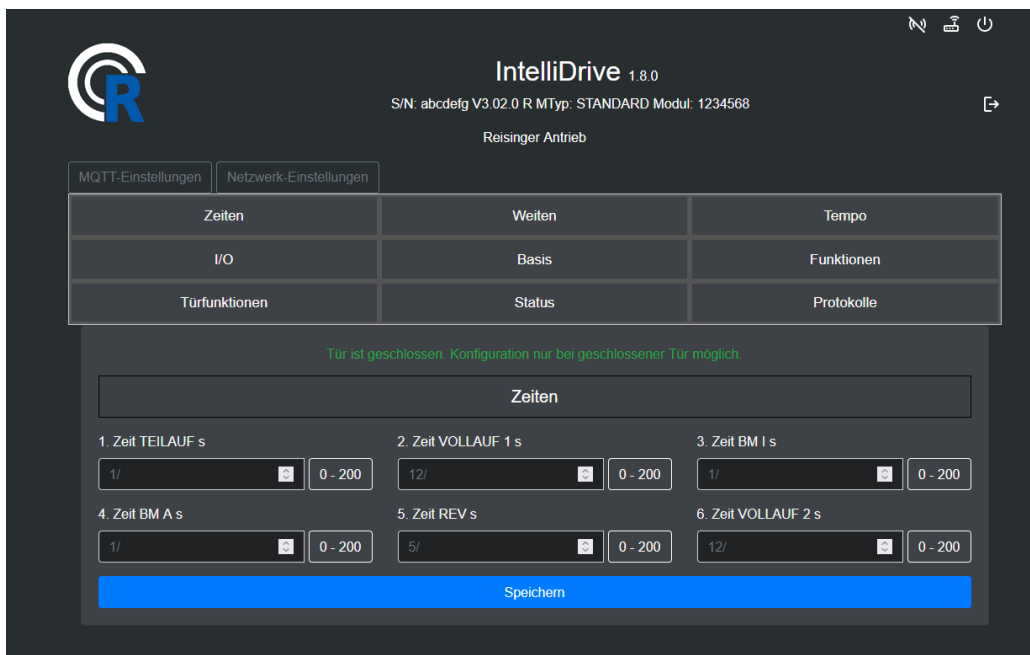 R
IntelliDrive 1.8.0
S/N: abcdefg V3.02.0 R MTyp: STANDARD Modul: 1234568
Reisinger Antrieb
MQTT-Einstellungen Netzwerk-Einstellungen
Zeiten Weiten Tempo
I/O Basis Funktionen
Türfunktionen Status Protokolle
Tür ist geschlossen. Konfiguration nur bei geschlossener Tür möglich.
Zeiten
1. Zeit TEILAUF s 2. Zeit VOLLAUF 1 s 3. Zeit BM I s
1/ 0 - 200 12/ 0 - 200 1/ 0 - 200
4. Zeit BM A s 5. Zeit REV s 6. Zeit VOLLAUF 2 s
1/ 0 - 200 5/ 0 - 200 12/ 0 - 200
Speichern